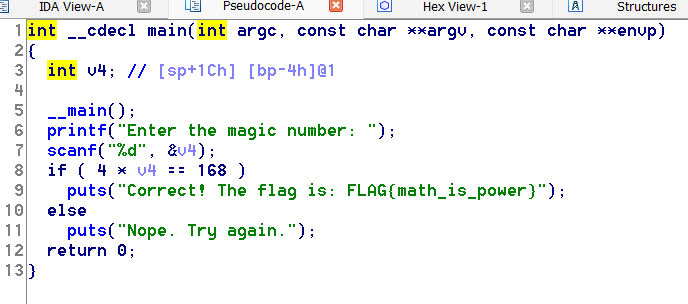 IDA View-A Pseudocode-A Hex View-1 Structures
1 int __cdecl main(int argc, const char **argv, const char **envp)
2 {
3   int v4; // [sp+1Ch] [bp-4h]@1
4
5   __main();
6   printf("Enter the magic number: ");
7   scanf("%d", &v4);
8   if ( 4 * v4 == 168 )
9     puts("Correct! The flag is: FLAG{math_is_power}");
10   else
11     puts("Nope. Try again.");
12   return 0;
13 }